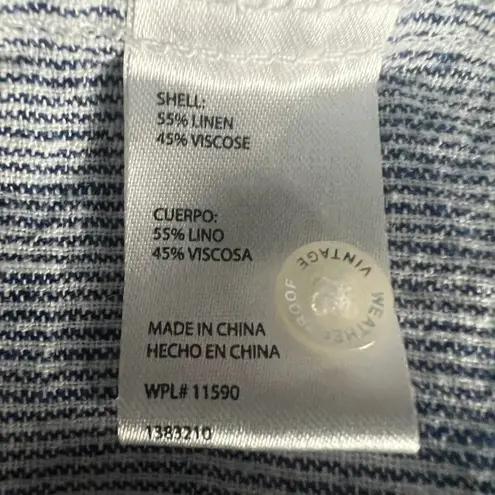 SHELL:
55% LINEN
45% VISCOSE
CUERPO:
55% LINO
45% VISCOSA
VINTAGE
WEATHERPROOF
MADE IN CHINA
HECHO EN CHINA
WPL# 11590
1383210